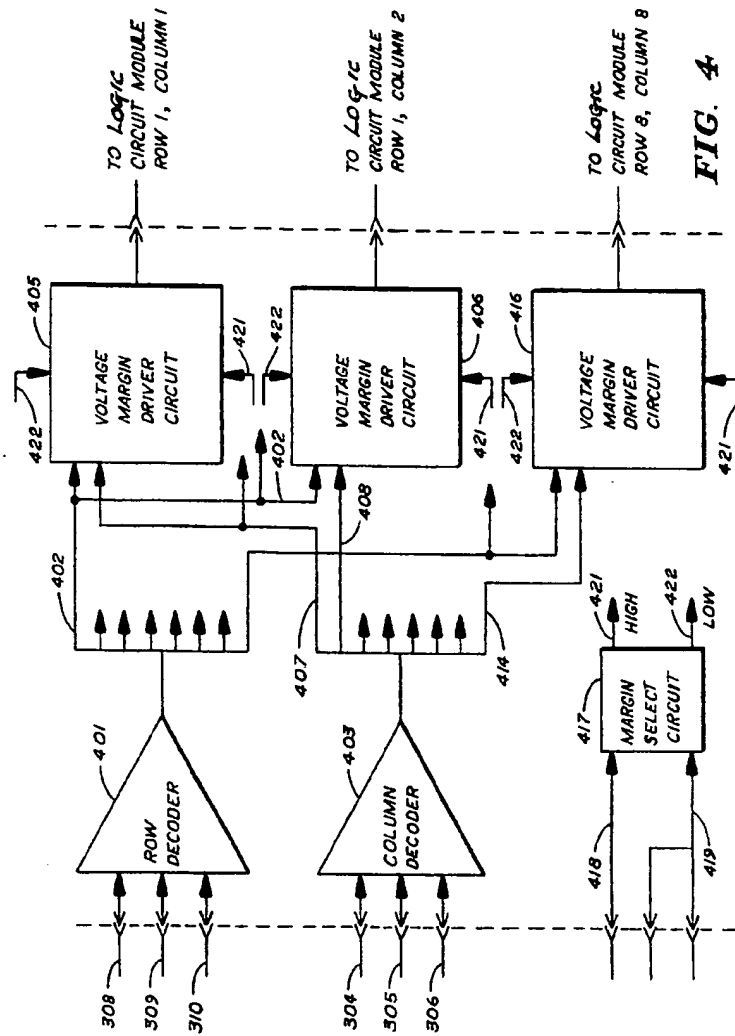 308
309
310
401
ROW
DECODER
402
304
305
306
403
COLUMN
DECODER
407
408
414
402
422
405
VOLTAGE
MARGIN
DRIVER
CIRCUIT
421
422
TO LOGIC
CIRCUIT MODULE
ROW 1, COLUMN 1
406
VOLTAGE
MARGIN
DRIVER
CIRCUIT
421
422
TO LOGIC
CIRCUIT MODULE
ROW 1, COLUMN 2
416
VOLTAGE
MARGIN
DRIVER
CIRCUIT
421
TO LOGIC
CIRCUIT MODULE
ROW 8, COLUMN 8
418
419
417
MARGIN
SELECT
CIRCUIT
421
HIGH
422
LOW
FIG. 4